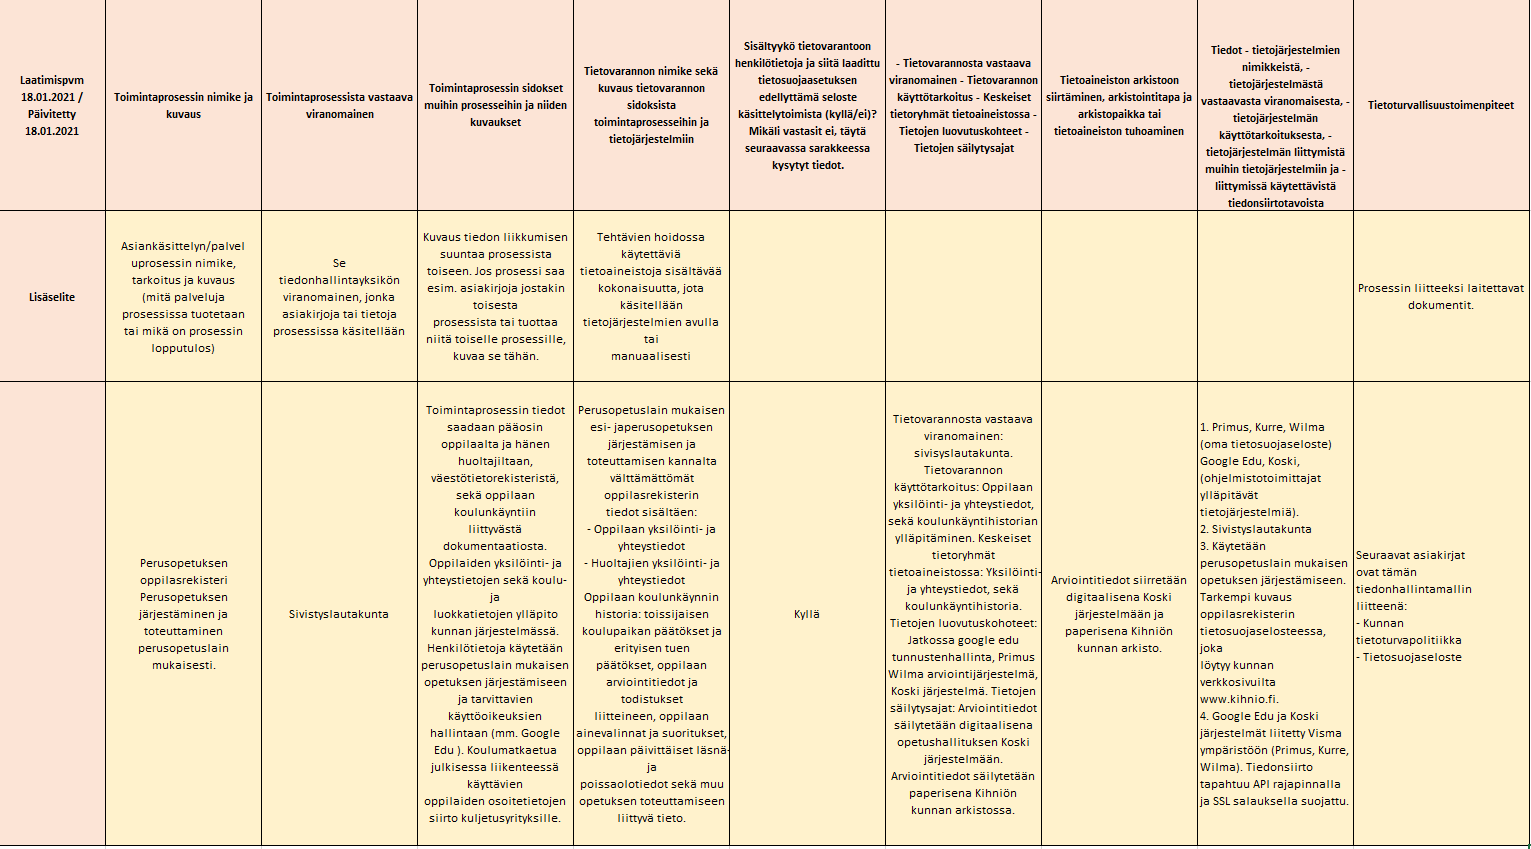 Laatimispvm
18.01.2021 /
Päivitetty
18.01.2021
Toimintaprosessin nimike ja
kuvaus
Toimintaprosessista vastaava
viranomainen
Toimintaprosessin sidokset
muihin prosesseihin ja niiden
kuvaukset
Tietovarannon nimike sekä
kuvaus tietovarannon
sidoksista
toimintaprosesseihin ja
tietojärjestelmiin
Sisältyykö tietovarantoon
henkilötietoja ja siitä laadittu
tietosuojaasetuksen
edellyttämä seloste
käsittelytoimista (kyllä/ei)?
Mikäli vastasit ei, täytä
seuraavassa sarakkeessa
kysytyt tiedot.
- Tietovarannosta vastaava
viranomainen - Tietovarannon
käyttötarkoitus - Keskeiset
tietoryhmät tietoaineistossa -
Tietojen luovutuskohteet -
Tietojen säilytysajat
Tietoaineiston arkistoon
siirtäminen, arkistointitapa ja
arkistopaikka tai
tietoaineiston tuhoaminen
Tiedot - tietojärjestelmien
nimikkeistä, -
tietojärjestelmästä
vastaavasta viranomaisesta, -
tietojärjestelmän
käyttötarkoituksesta, -
tietojärjestelmän liittymistä
muihin tietojärjestelmiin ja -
liittymissä käytettävistä
tiedonsiirtotavoista
Tietoturvallisuustoimenpiteet
Lisäselite
Asiankäsittelyn/palvel
uprosessin nimike,
tarkoitus ja kuvaus
(mitä palveluja
prosessissa tuotetaan
tai mikä on prosessin
lopputulos)
Se
tiedonhallintayksikön
viranomainen, jonka
asiakirjoja tai tietoja
prosessissa käsitellään
Kuvaus tiedon liikkumisen
suuntaa prosessista
toiseen. Jos prosessi saa
esim. asiakirjoja jostakin
toisesta
prosessista tai tuottaa
niitä toiselle prosessille,
kuvaa se tähän.
Tehtävien hoidossa
käytettäviä
tietoaineistoja sisältävää
kokonaisuutta, jota
käsitellään
tietojärjestelmien avulla
tai
manuaalisesti
Prosessin liitteeksi laitettavat
dokumentit.
Perusopetuksen
oppilasrekisteri
Perusopetuksen
järjestäminen ja
toteuttaminen
perusopetuslain
mukaisesti.
Sivistyslautakunta
Toimintaprosessin tiedot
saadaan pääosin
oppilaalta ja hänen
huoltajiltaan,
väestötietorekisteristä,
sekä oppilaan
koulunkäyntiin
liittyvästä
dokumentaatiosta.
Oppilaiden yksilöinti- ja
yhteystietojen sekä koulu-
ja
luokkatietojen ylläpito
kunnan järjestelmässä.
Henkilötietoja käytetään
perusopetuslain mukaisen
opetuksen järjestämiseen
ja tarvittavien
käyttöoikeuksien
hallintaan (mm. Google
Edu ). Koulumatkaetua
julkisessa liikenteessä
käyttävien
oppilaiden osoitetietojen
siirto kuljetusyrityksille.
Perusopetuslain mukaisen
esi- japerusopetuksen
järjestämisen ja
toteuttamisen kannalta
välttämättömät
oppilasrekisterin
tiedot sisältäen:
- Oppilaan yksilöinti- ja
yhteystiedot
- Huoltajien yksilöinti- ja
yhteystiedot
Oppilaan koulunkäynnin
historia: toissijaisen
koulupaikan päätökset ja
erityisen tuen
päätökset, oppilaan
arviointitiedot ja
todistukset
liitteineen, oppilaan
ainevalinnat ja suoritukset,
oppilaan päivittäiset läsnä-
ja
poissaolotiedot sekä muu
opetuksen toteuttamiseen
liittyvä tieto.
Kyllä
Tietovarannosta vastaava
viranomainen:
sivisyslautakunta.
Tietovarannon
käyttötarkoitus: Oppilaan
yksilöinti- ja yhteystiedot,
sekä koulunkäyntihistorian
ylläpitäminen. Keskeiset
tietoryhmät
tietoaineistossa: Yksilöinti-
ja yhteystiedot, sekä
koulunkäyntihistoria.
Tietojen luovutuskohoteet:
Jatkossa google edu
tunnustenhallinta, Primus
Wilma arviointijärjestelmä,
Koski järjestelmä. Tietojen
säilytysajat: Arviointitiedot
säilytetään digitaalisena
opetushallituksen Koski
järjestelmään.
Arviointitiedot säilytetään
paperisena Kihniön
kunnan arkistossa.
Arviointitiedot siirretään
digitaalisena Koski
järjestelmään ja
paperisena Kihniön
kunnan arkisto.
1. Primus, Kurre, Wilma
(oma tietosuojaseloste)
Google Edu, Koski,
(ohjelmistotoimittajat
ylläpitävät
tietojärjestelmiä).
2. Sivistyslautakunta
3. Käytetään
perusopetuslain mukaisen
opetuksen järjestämiseen.
Tarkempi kuvaus
oppilasrekisterin
tietosuojaselosteessa,
joka
löytyy kunnan
verkkosivuilta
www.kihnio.fi.
4. Google Edu ja Koski
järjestelmät liitetty Visma
ympäristöön (Primus, Kurre,
Wilma). Tiedonsiirto
tapahtuu API rajapinnalla
ja SSL salauksella suojattu.
Seuraavat asiakirjat
ovat tämän
tiedonhallintamallin
liitteenä:
- Kunnan
tietoturvapolitiikka
- Tietosuojaseloste